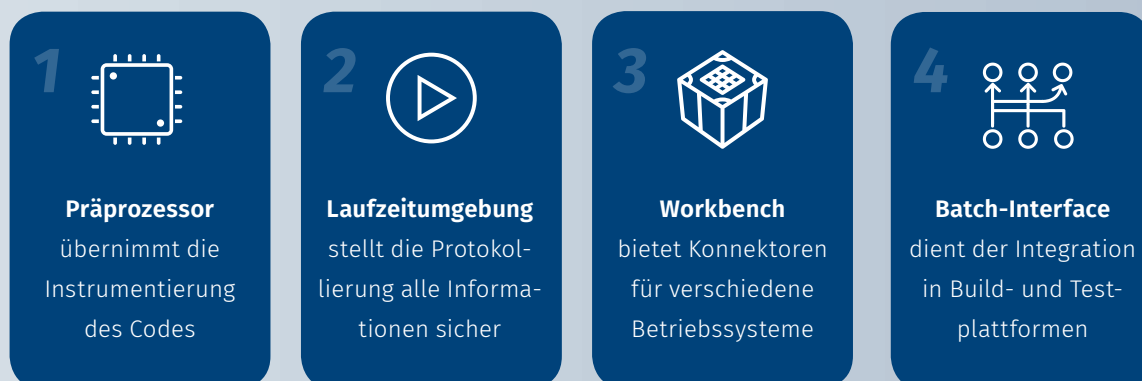 1
Präprozessor
übernimmt die
Instrumentierung
des Codes
2
Laufzeitumgebung
stellt die Protokol-
lierung alle Informa-
tionen sicher
3
Workbench
bietet Konnektoren
für verschiedene
Betriebssysteme
4
Batch-Interface
dient der Integration
in Build- und Test-
plattformen